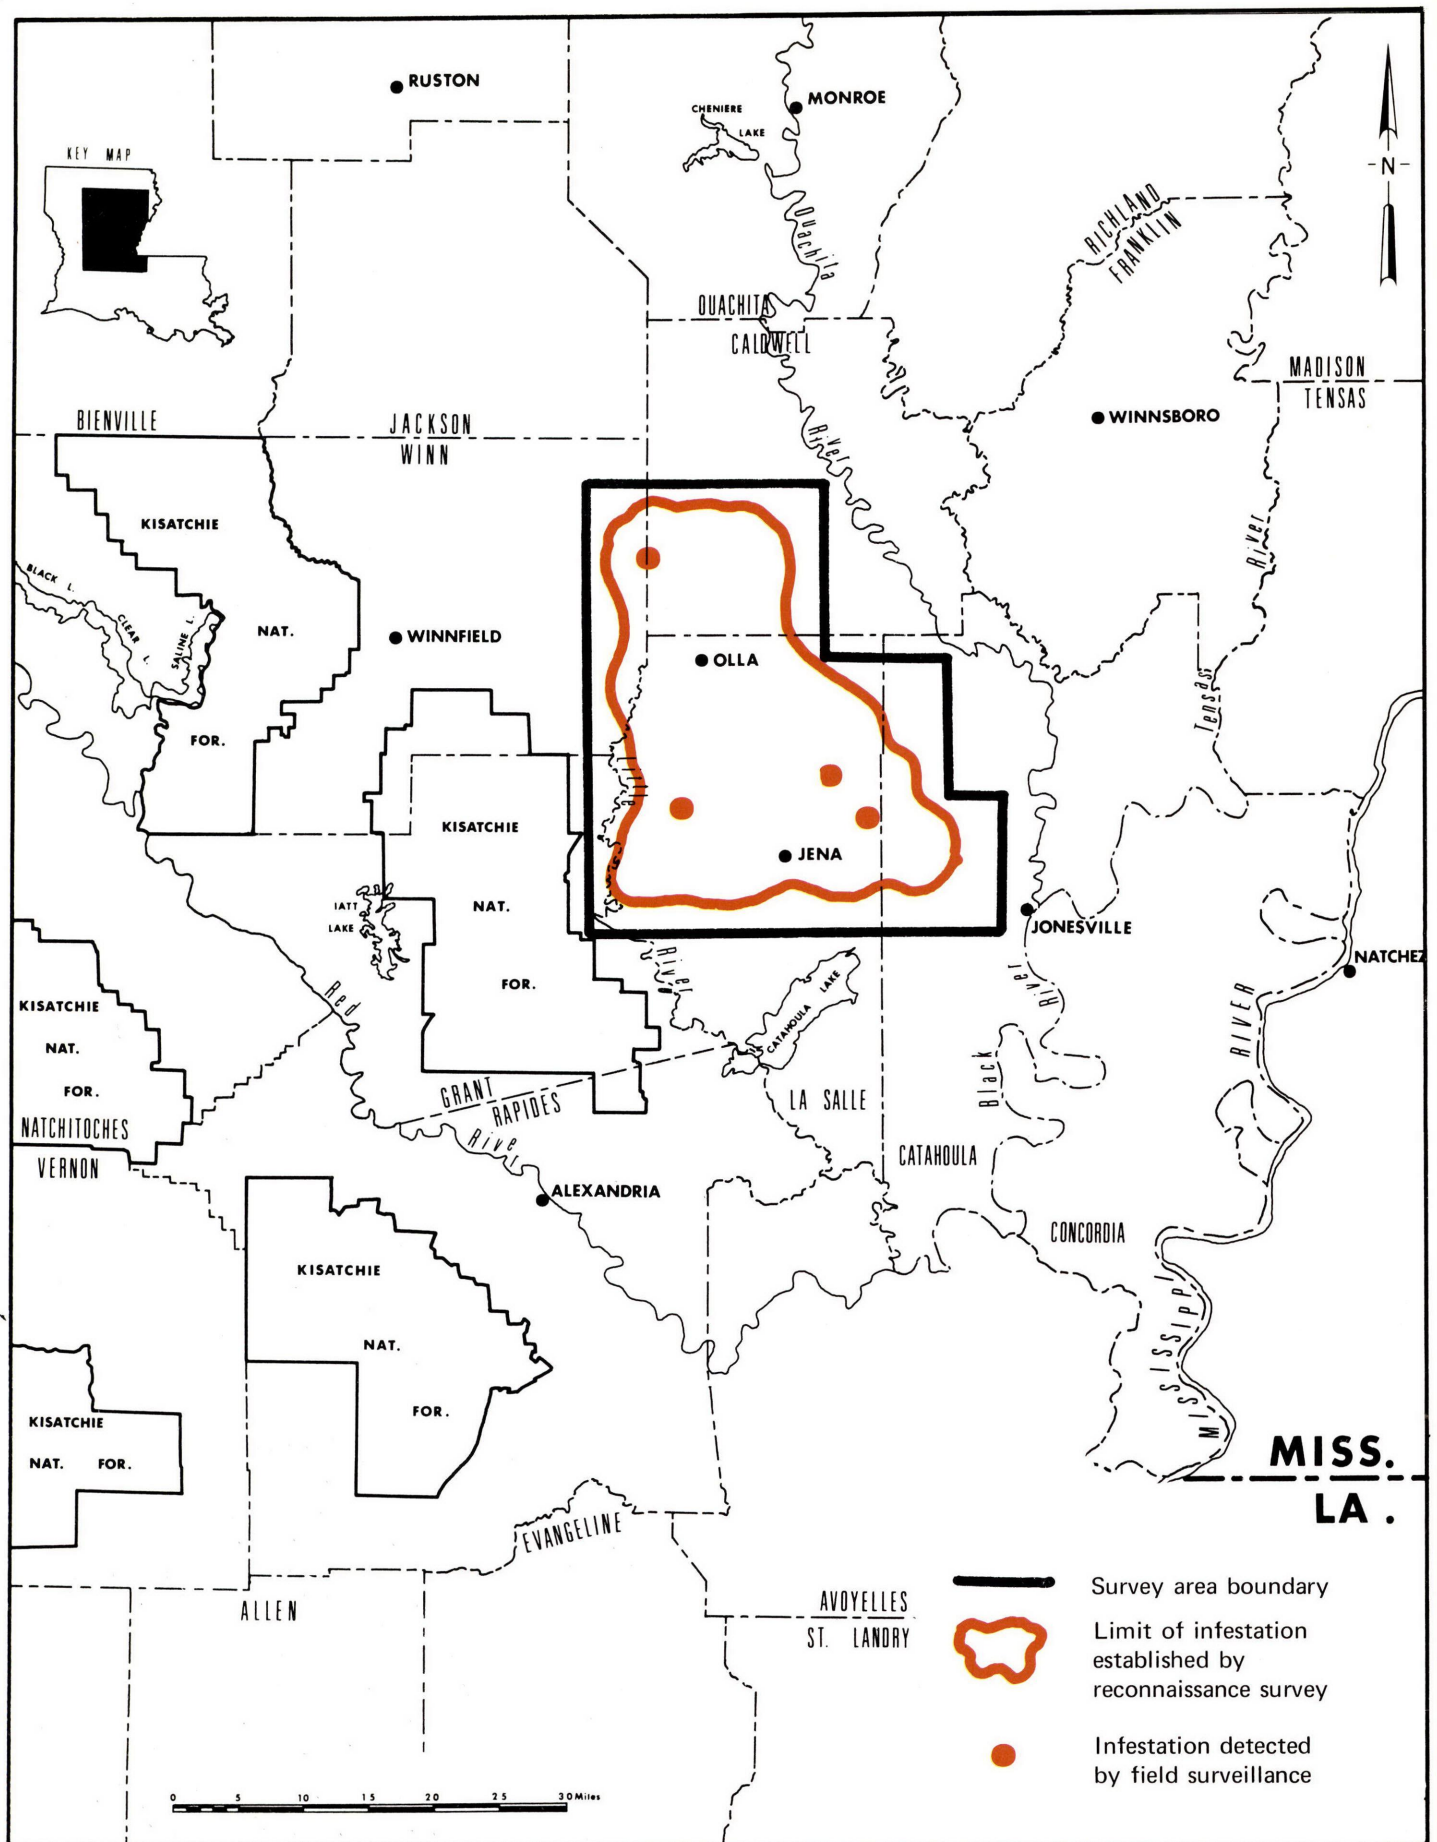 RUSTON
MONROE
CHENIERE
LAKE
KEY MAP
N
Ouachita
RICHLAND
FRANKLIN
OUACHITA
CALDWELL
MADISON
TENSAS
BIENVILLE
JACKSON
WINN
WINNSBORO
River
KISATCHIE
River
BLACK L.
CLEAR
L.
SALINE L.
NAT.
WINNFIELD
OLLA
Tensas
FOR.
Little
KISATCHIE
JENA
IATT
LAKE
NAT.
JONESVILLE
NATCHEZ
River
FOR.
CATAHOULA LAKE
River
RIVER
KISATCHIE
NAT.
FOR.
Red
Black
GRANT
RAPIDES
LA SALLE
NATCHITOCHES
VERNON
River
CATAHOULA
ALEXANDRIA
CONCORDIA
KISATCHIE
NAT.
FOR.
MISSISSIPPI
KISATCHIE
NAT. FOR.
MISS.
LA.
EVANGELINE
ALLEN
AVOYELLES
ST. LANDRY
Survey area boundary
Limit of infestation
established by
reconnaissance survey
Infestation detected
by field surveillance
0 5 10 15 20 25 30 Miles